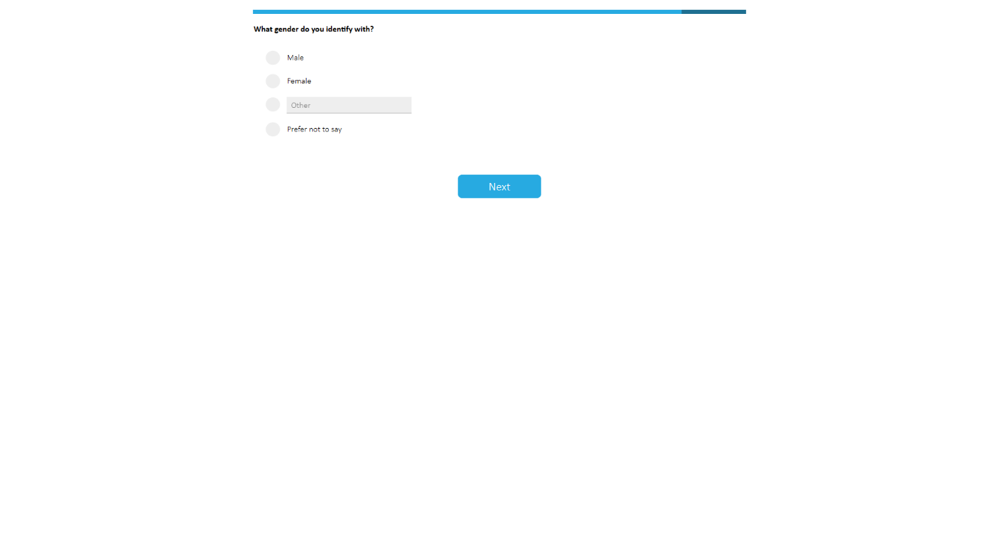 What gender do you identify with?
Male
Female
Other
Prefer not to say
Next